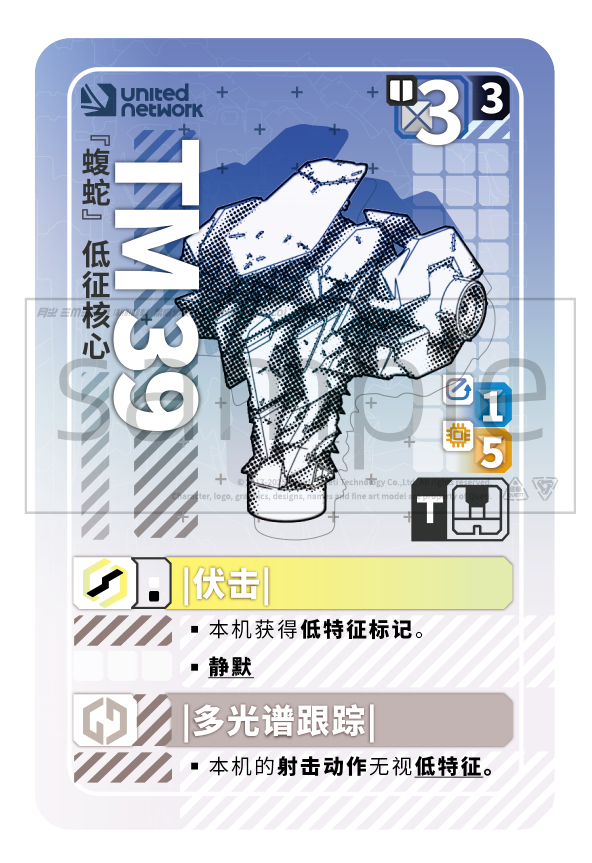 UNITED
NETWORK
3
3
『蝮蛇』 低征核心
TM39
sample
1
5
T
|伏击|
▪ 本机获得低特征标记。
▪ 静默
|多光谱跟踪|
▪ 本机的射击动作无视低特征。